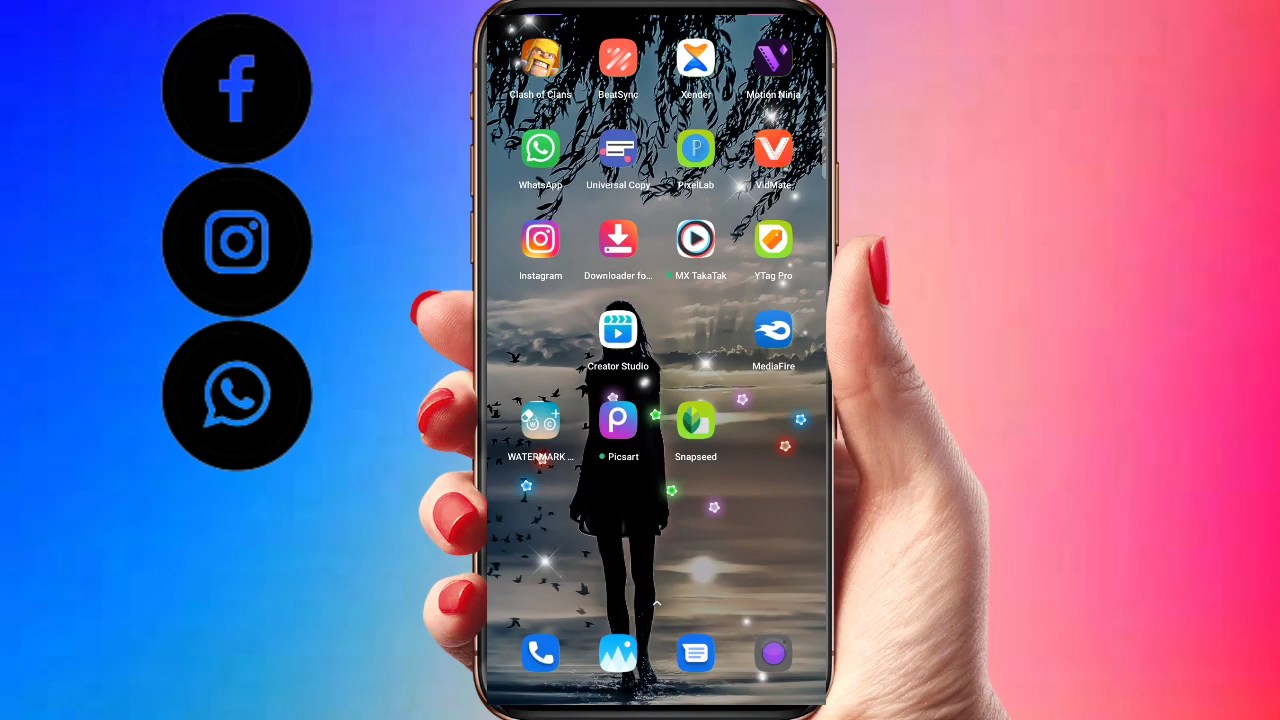 Clash of Clans BeatSync Xender Motion Ninja
WhatsApp Universal Copy PixelLab VidMate
Instagram Downloader fo... MX TakaTak YTag Pro
Creator Studio MediaFire
WATERMARK ... Picsart Snapseed